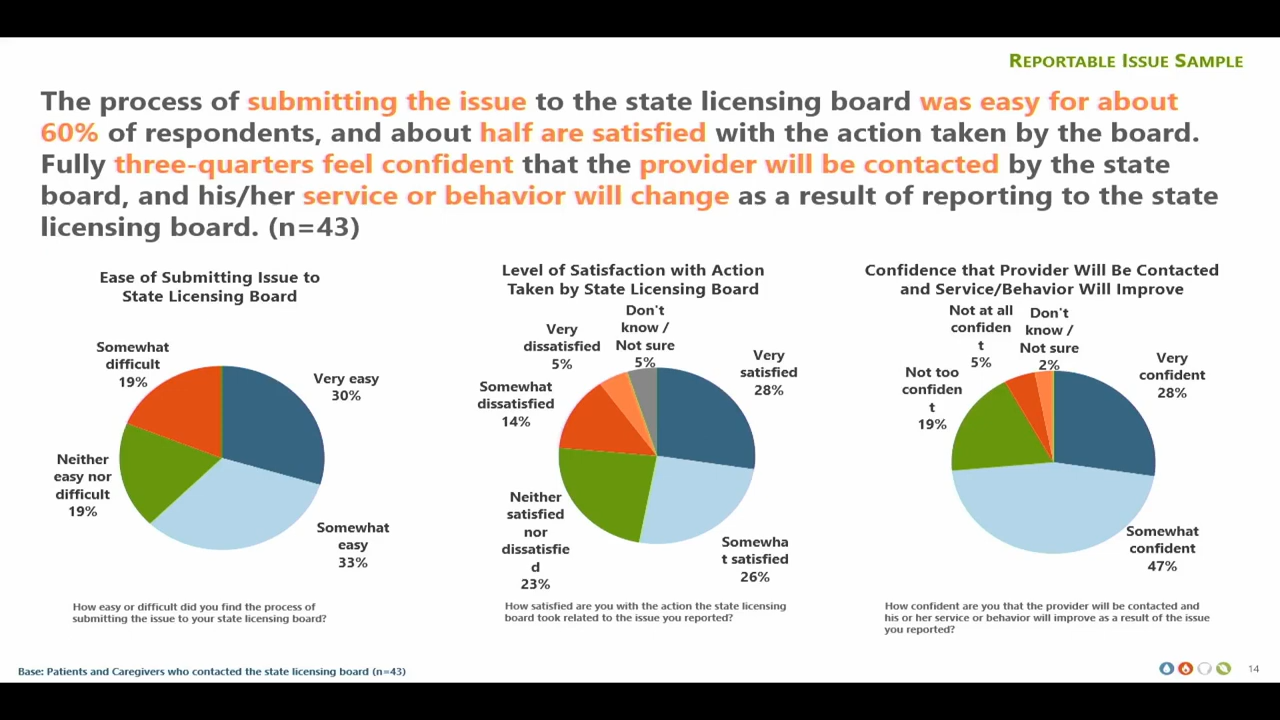 REPORTABLE ISSUE SAMPLE
The process of submitting the issue to the state licensing board was easy for about
60% of respondents, and about half are satisfied with the action taken by the board.
Fully three-quarters feel confident that the provider will be contacted by the state
board, and his/her service or behavior will change as a result of reporting to the state
licensing board. (n=43)
Ease of Submitting Issue to
State Licensing Board
Somewhat
difficult
19%
Very easy
30%
Neither
easy nor
difficult
19%
Somewhat
easy
33%
How easy or difficult did you find the process of
submitting the issue to your state licensing board?
Level of Satisfaction with Action
Taken by State Licensing Board
Don't
know /
Not sure
5%
Very
dissatisfied
5%
Very
satisfied
28%
Somewhat
dissatisfied
14%
Neither
satisfied
nor
dissatisfie
d
23%
Somewha
t satisfied
26%
How satisfied are you with the action the state licensing
board took related to the issue you reported?
Confidence that Provider Will Be Contacted
and Service/Behavior Will Improve
Not at all
confiden
t
5%
Don't
know /
Not sure
2%
Very
confident
28%
Not too
confiden
t
19%
Somewhat
confident
47%
How confident are you that the provider will be contacted and
his or her service or behavior will improve as a result of the issue
you reported?
Base: Patients and Caregivers who contacted the state licensing board (n=43)
14